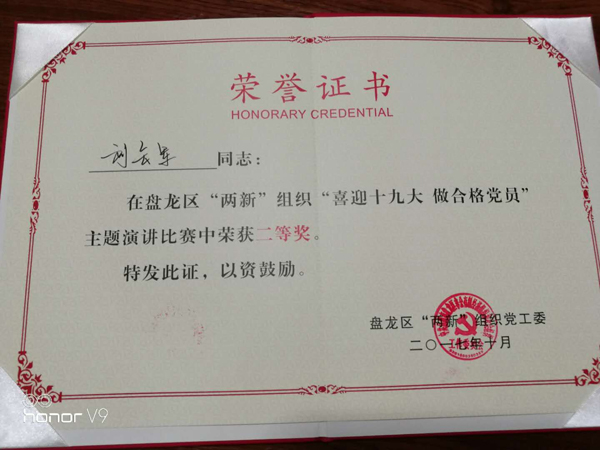 荣誉证书
HONORARY CREDENTIAL
同志：
在盘龙区“两新”组织“喜迎十九大 做合格党员”
主题演讲比赛中荣获二等奖。
特发此证，以资鼓励。
盘龙区“两新”组织党工委
二〇一七年十月
honor V9